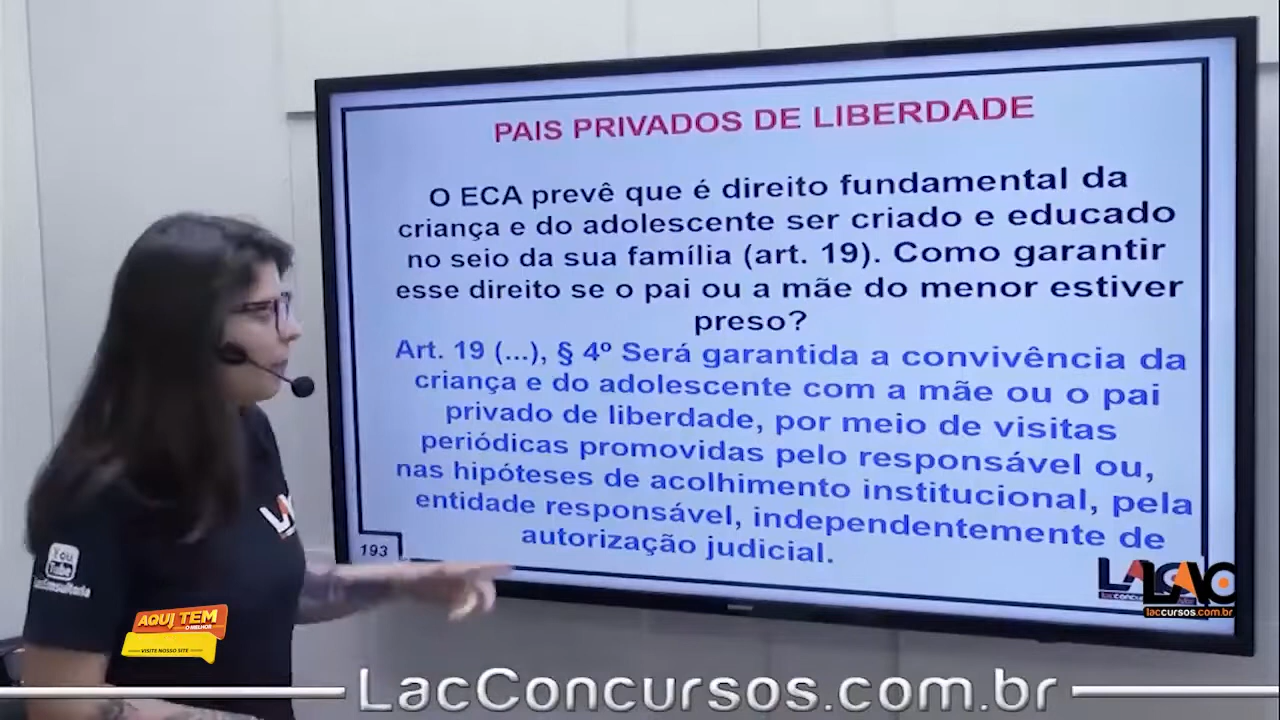 PAIS PRIVADOS DE LIBERDADE
O ECA prevê que é direito fundamental da
criança e do adolescente ser criado e educado
no seio da sua família (art. 19). Como garantir
esse direito se o pai ou a mãe do menor estiver
preso?
Art. 19 (...), § 4º Será garantida a convivência da
criança e do adolescente com a mãe ou o pai
privado de liberdade, por meio de visitas
periódicas promovidas pelo responsável ou,
nas hipóteses de acolhimento institucional, pela
entidade responsável, independentemente de
autorização judicial.
193
You
Tube
LAC
laccursos.com.br
AQUI TEM
O MELHOR
VISITE NOSSO SITE
LacConcursos.com.br